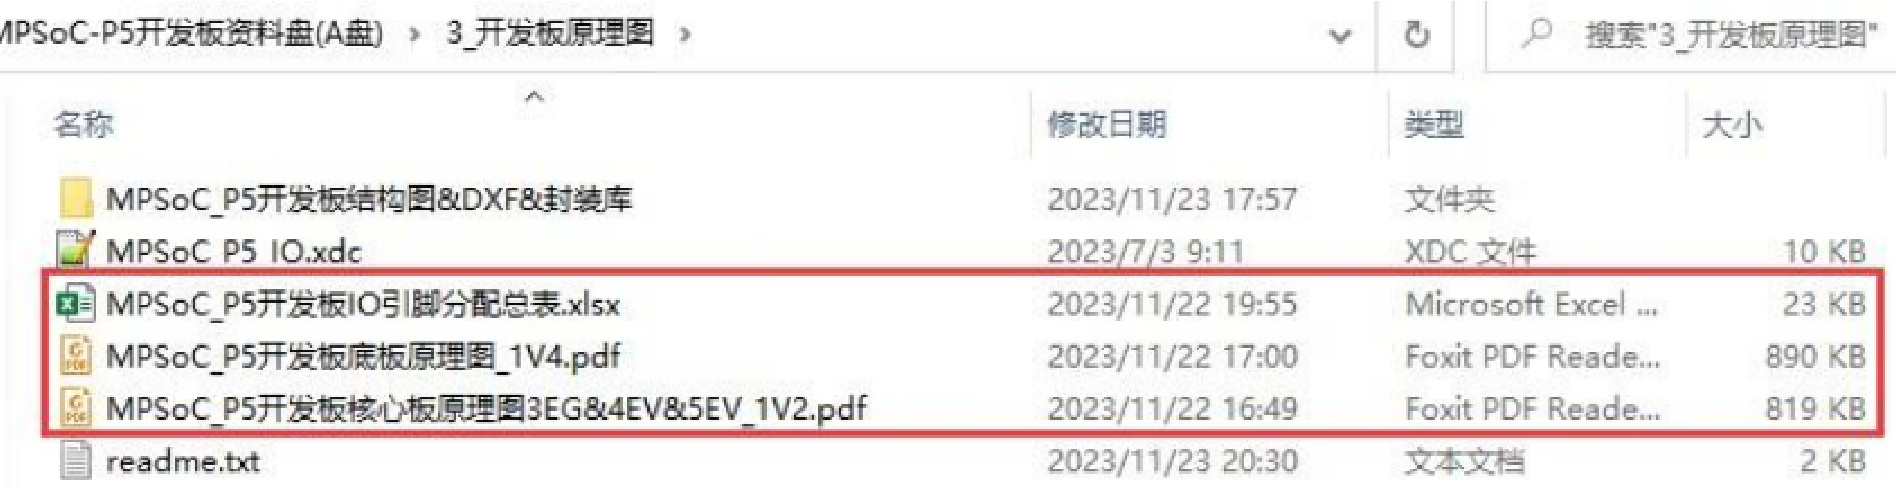 MPSoC-P5开发板资料盘(A盘) › 3_开发板原理图 › 搜索"3_开发板原理图"
名称 修改日期 类型 大小
MPSoC_P5开发板结构图&DXF&封装库 2023/11/23 17:57 文件夹
MPSoC_P5_IO.xdc 2023/7/3 9:11 XDC 文件 10 KB
MPSoC_P5开发板IO引脚分配总表.xlsx 2023/11/22 19:55 Microsoft Excel ... 23 KB
MPSoC_P5开发板底板原理图_1V4.pdf 2023/11/22 17:00 Foxit PDF Reade... 890 KB
MPSoC_P5开发板核心板原理图3EG&4EV&5EV_1V2.pdf 2023/11/22 16:49 Foxit PDF Reade... 819 KB
readme.txt 2023/11/23 20:30 文本文档 2 KB